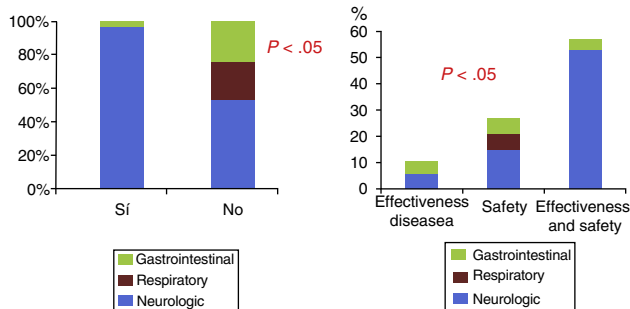 100%
80%
60%
40%
20%
0%
P < .05
Sí
No
Gastrointestinal
Respiratory
Neurologic
%
60
50
40
30
20
10
0
P < .05
Effectiveness
diseasea
Safety
Effectiveness
and safety
Gastrointestinal
Respiratory
Neurologic